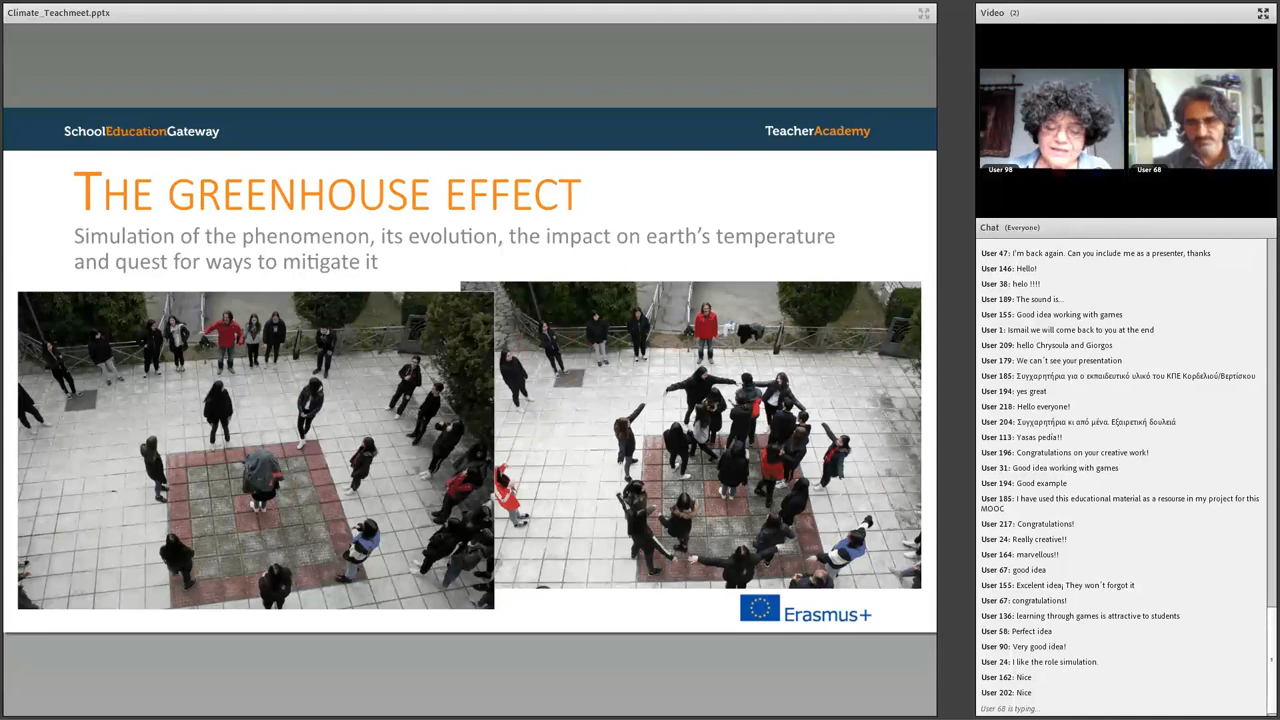 Climate_Teachmeet.pptx
SchoolEducationGateway
TeacherAcademy
THE GREENHOUSE EFFECT
Simulation of the phenomenon, its evolution, the impact on earth's temperature
and quest for ways to mitigate it
Erasmus+
Video (2)
User 98
User 68
Chat (Everyone)
User 47: I'm back again. Can you include me as a presenter, thanks
User 146: Hello!
User 38: helo !!!!
User 189: The sound is...
User 155: Good idea working with games
User 1: Ismail we will come back to you at the end
User 209: hello Chrysoula and Giorgos
User 179: We can´t see your presentation
User 185: Συγχαρητήρια για ο εκπαιδευτικό υλικό του ΚΠΕ Κορδελιού/Βερτίσκου
User 194: yes great
User 218: Hello everyone!
User 204: Συγχαρητήρια κι από μένα. Εξαιρετική δουλειά
User 113: Yasas pedía!!
User 196: Congratulations on your creative work!
User 31: Good idea working with games
User 194: Good example
User 185: I have used this educational material as a resourse in my project for this
MOOC
User 217: Congratulations!
User 24: Really creative!!
User 164: marvellous!!
User 67: good idea
User 155: Excelent idea¡ They won´t forgot it
User 67: congratulations!
User 136: learning through games is attractive to students
User 58: Perfect idea
User 90: Very good idea!
User 24: I like the role simulation.
User 162: Nice
User 202: Nice
User 68 is typing...